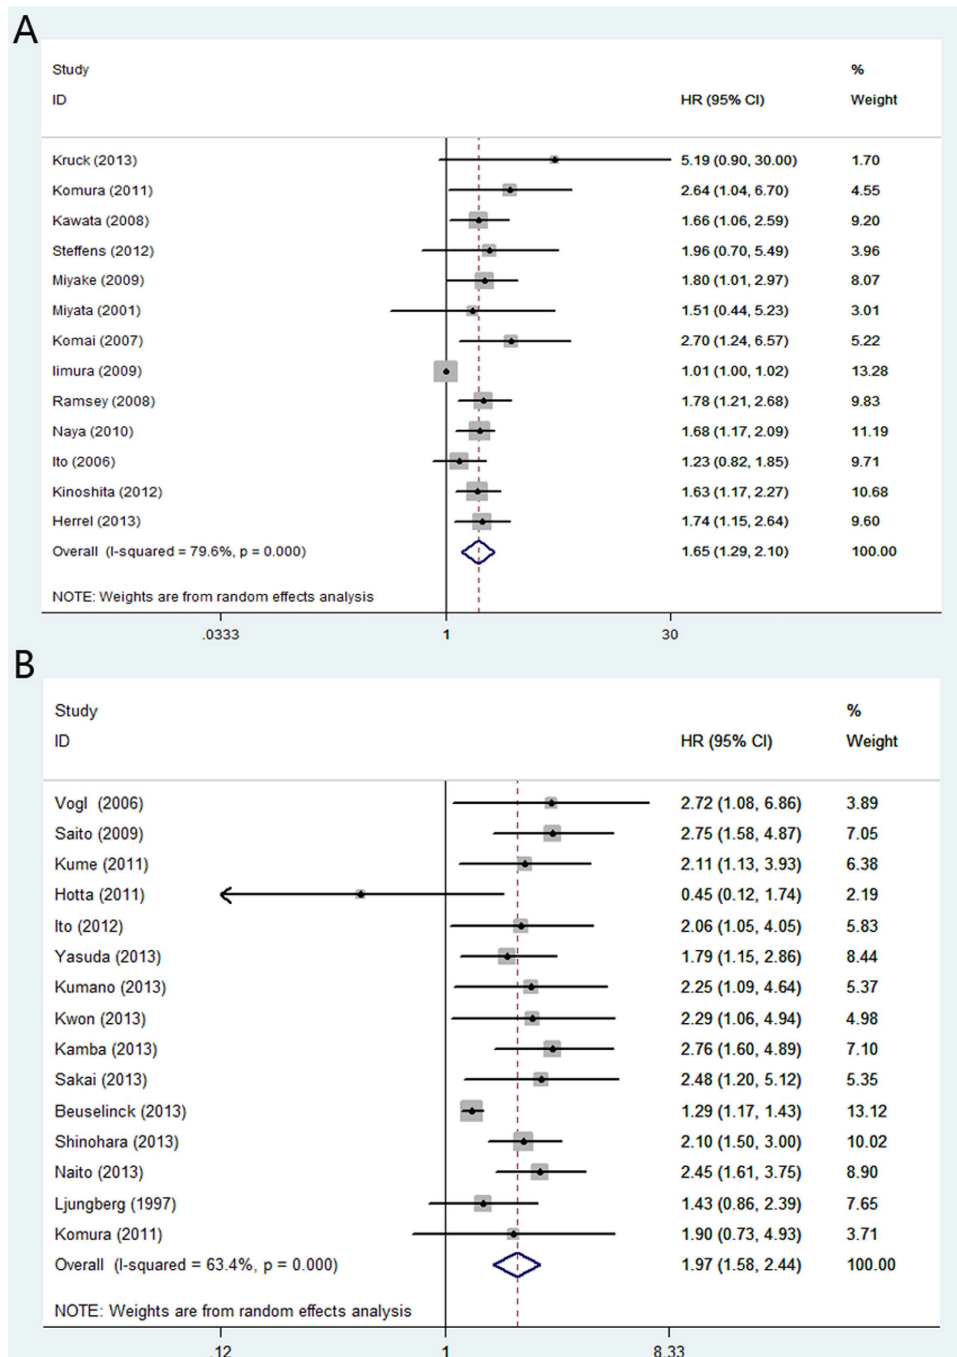 A
Study %
ID HR (95% CI) Weight
Kruck (2013) 5.19 (0.90, 30.00) 1.70
Komura (2011) 2.64 (1.04, 6.70) 4.55
Kawata (2008) 1.66 (1.06, 2.59) 9.20
Steffens (2012) 1.96 (0.70, 5.49) 3.96
Miyake (2009) 1.80 (1.01, 2.97) 8.07
Miyata (2001) 1.51 (0.44, 5.23) 3.01
Komai (2007) 2.70 (1.24, 6.57) 5.22
Iimura (2009) 1.01 (1.00, 1.02) 13.28
Ramsey (2008) 1.78 (1.21, 2.68) 9.83
Naya (2010) 1.68 (1.17, 2.09) 11.19
Ito (2006) 1.23 (0.82, 1.85) 9.71
Kinoshita (2012) 1.63 (1.17, 2.27) 10.68
Herrel (2013) 1.74 (1.15, 2.64) 9.60
Overall (I-squared = 79.6%, p = 0.000) 1.65 (1.29, 2.10) 100.00
NOTE: Weights are from random effects analysis
.0333 1 30
B
Study %
ID HR (95% CI) Weight
Vogl (2006) 2.72 (1.08, 6.86) 3.89
Saito (2009) 2.75 (1.58, 4.87) 7.05
Kume (2011) 2.11 (1.13, 3.93) 6.38
Hotta (2011) 0.45 (0.12, 1.74) 2.19
Ito (2012) 2.06 (1.05, 4.05) 5.83
Yasuda (2013) 1.79 (1.15, 2.86) 8.44
Kumano (2013) 2.25 (1.09, 4.64) 5.37
Kwon (2013) 2.29 (1.06, 4.94) 4.98
Kamba (2013) 2.76 (1.60, 4.89) 7.10
Sakai (2013) 2.48 (1.20, 5.12) 5.35
Beuselinck (2013) 1.29 (1.17, 1.43) 13.12
Shinohara (2013) 2.10 (1.50, 3.00) 10.02
Naito (2013) 2.45 (1.61, 3.75) 8.90
Ljungberg (1997) 1.43 (0.86, 2.39) 7.65
Komura (2011) 1.90 (0.73, 4.93) 3.71
Overall (I-squared = 63.4%, p = 0.000) 1.97 (1.58, 2.44) 100.00
NOTE: Weights are from random effects analysis
.12 1 8.33